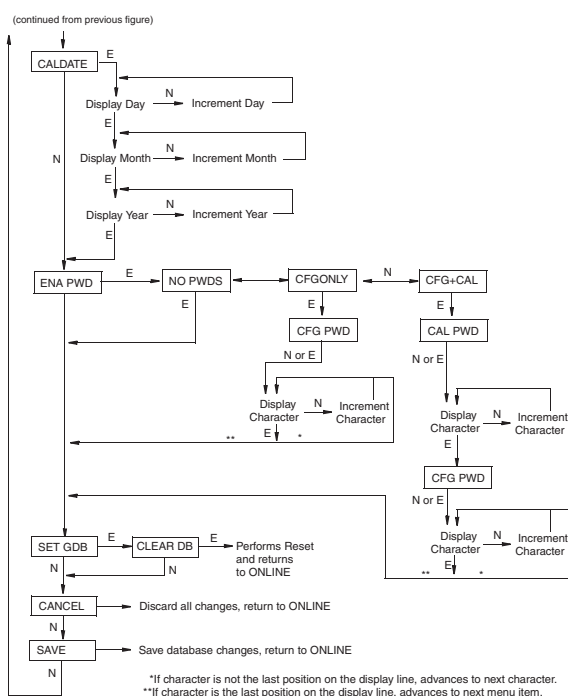 (continued from previous figure)
CALDATE
E
N
Display Day
Increment Day
E
N
Display Month
Increment Month
N
E
N
Display Year
Increment Year
E
ENA PWD
E
NO PWDS
CFGONLY
N
CFG+CAL
E
E
E
CFG PWD
CAL PWD
N or E
N or E
Display
Character
N
Increment
Character
E
**
*
Display
Character
N
Increment
Character
E
CFG PWD
N or E
SET GDB
E
CLEAR DB
E
Performs Reset
and returns
to ONLINE
Display
Character
N
Increment
Character
E
**
*
N
N
CANCEL
Discard all changes, return to ONLINE
N
SAVE
Save database changes, return to ONLINE
N
*If character is not the last position on the display line, advances to next character.
**If character is the last position on the display line, advances to next menu item.